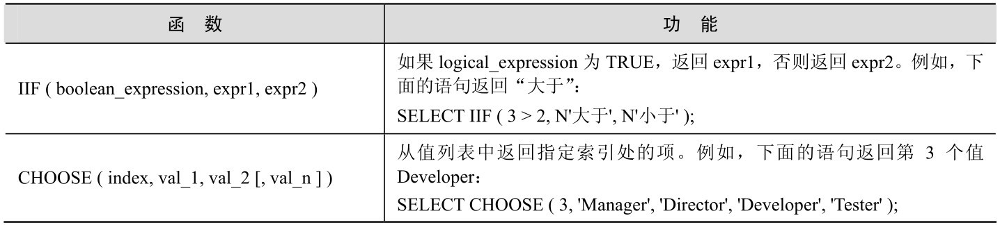 函 数
功 能
IIF ( boolean_expression, expr1, expr2 )
如果 logical_expression 为 TRUE，返回 expr1，否则返回 expr2。例如，下
面的语句返回“大于”：
SELECT IIF ( 3 > 2, N'大于', N'小于' );
CHOOSE ( index, val_1, val_2 [, val_n ] )
从值列表中返回指定索引处的项。例如，下面的语句返回第 3 个值
Developer：
SELECT CHOOSE ( 3, 'Manager', 'Director', 'Developer', 'Tester' );